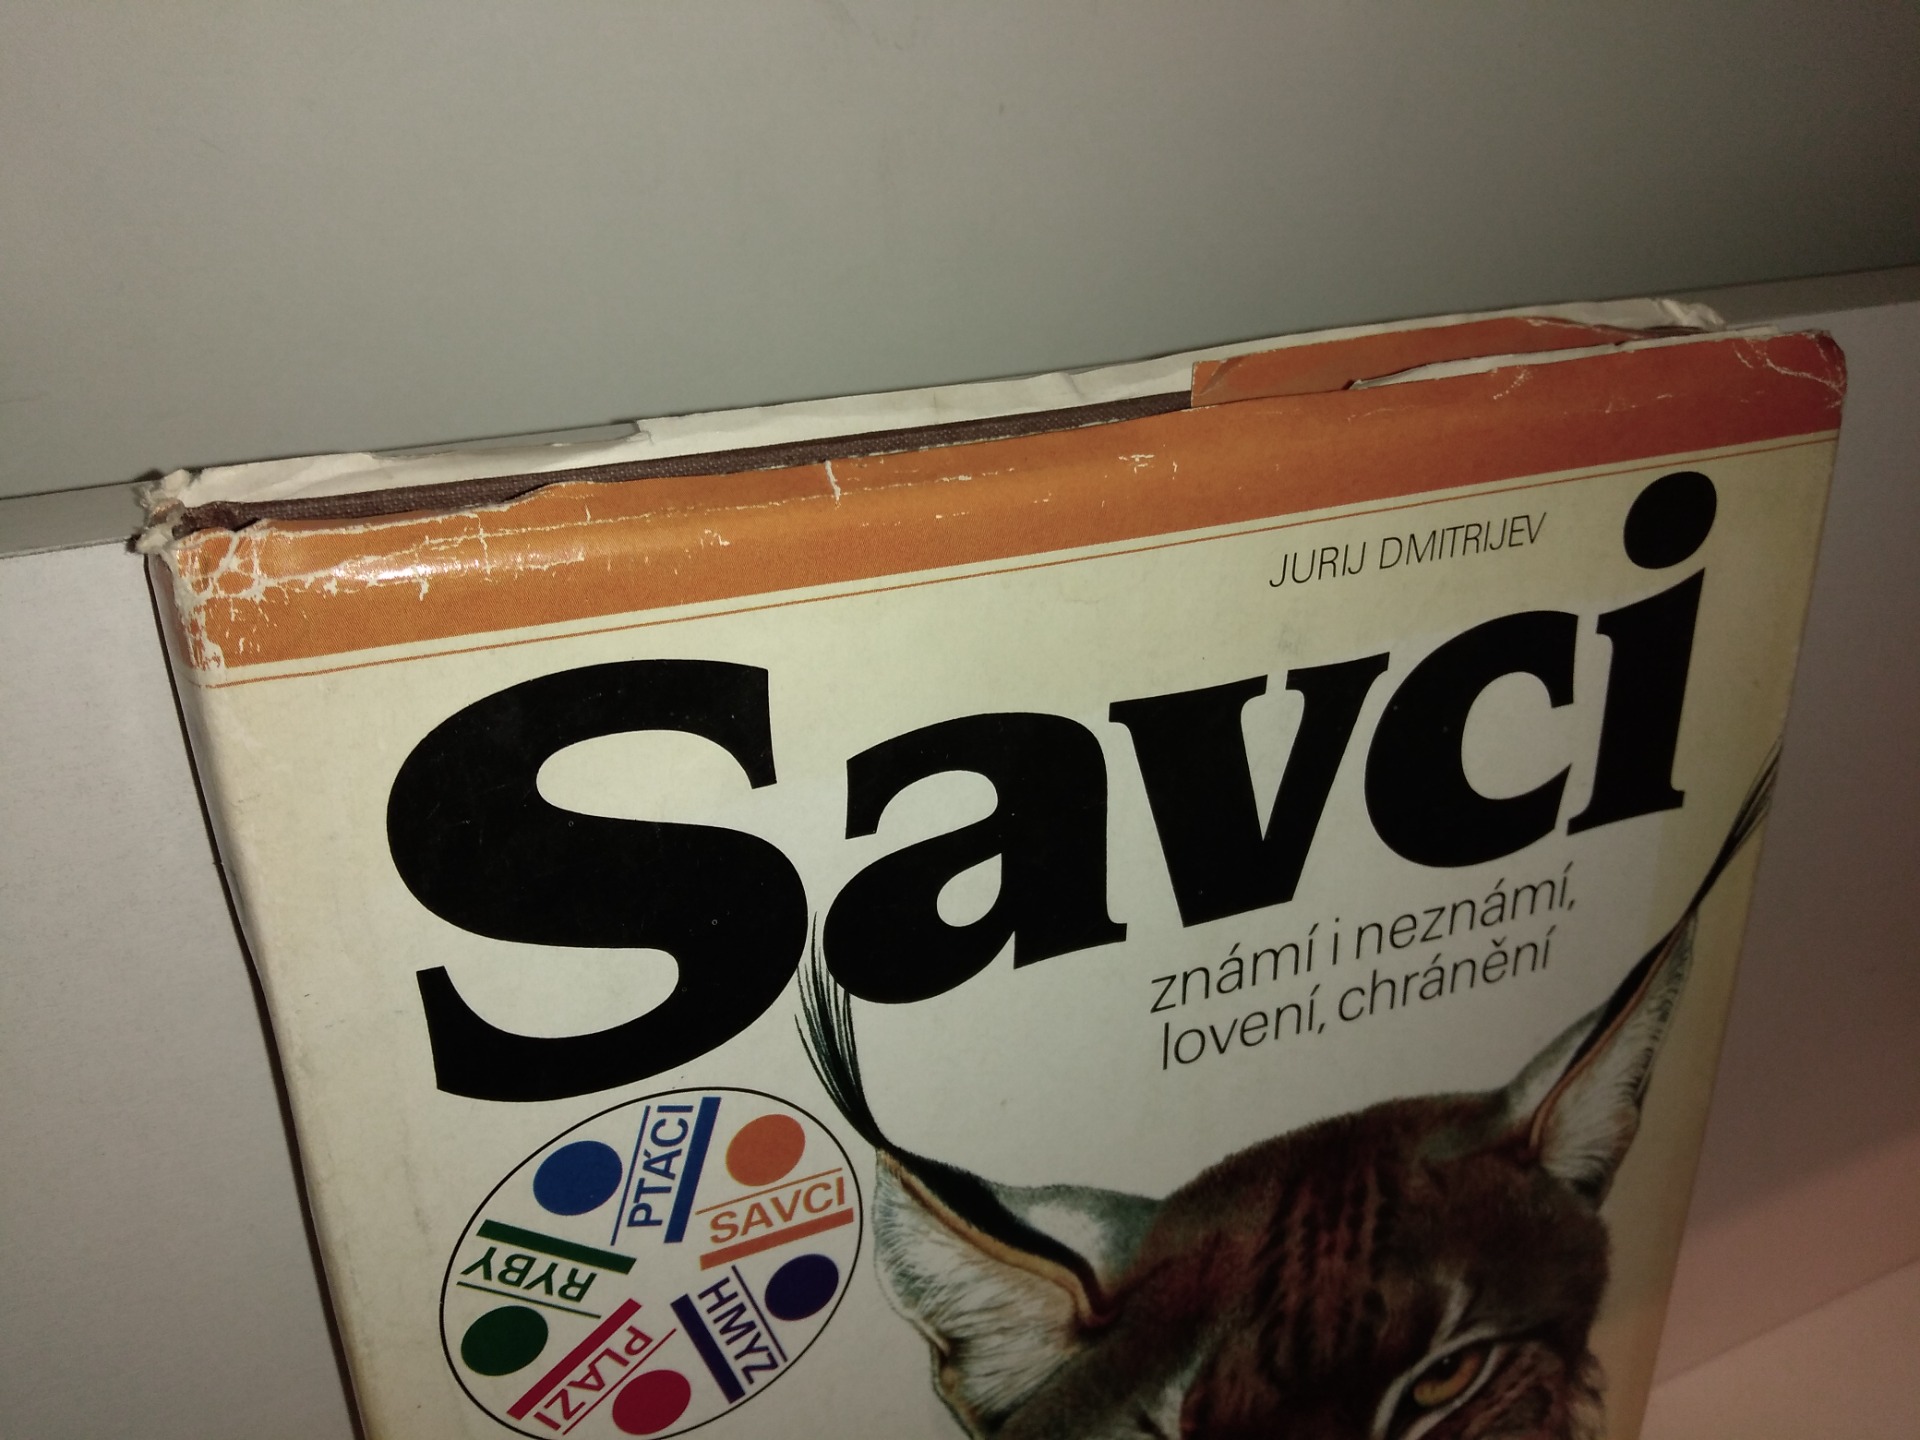 JURIJ DMITRIJEV
Savci
známí i neznámí,
lovení, chránění
PTÁCI
SAVCI
RYBY
HMYZ
PLAZI